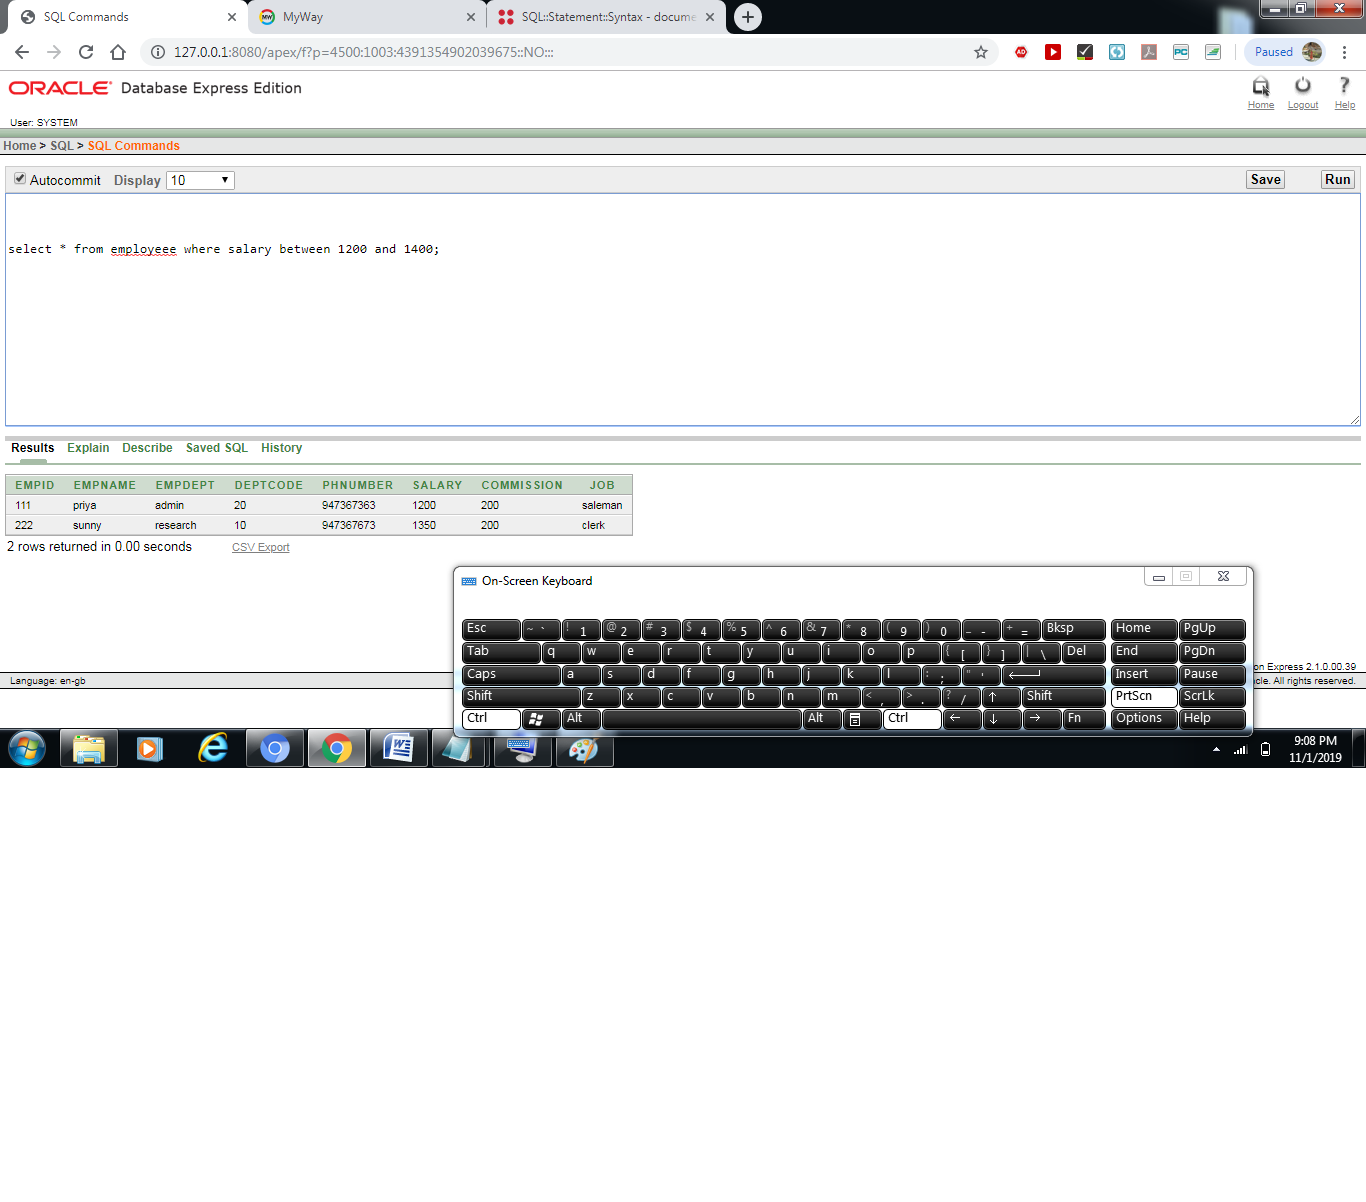 SQL Commands
MyWay
SQL::Statement::Syntax - docume
127.0.0.1:8080/apex/f?p=4500:1003:4391354902039675::NO:::
Paused
ORACLE Database Express Edition
Home Logout Help
User: SYSTEM
Home > SQL > SQL Commands
Autocommit Display 10 Save Run
select * from employeee where salary between 1200 and 1400;
Results Explain Describe Saved SQL History
EMPID EMPNAME EMPDEPT DEPTCODE PHNUMBER SALARY COMMISSION JOB
111 priya admin 20 947367363 1200 200 saleman
222 sunny research 10 947367673 1350 200 clerk
2 rows returned in 0.00 seconds CSV Export
On-Screen Keyboard
Esc ~ ` ! 1 @ 2 # 3 $ 4 % 5 ^ 6 & 7 * 8 ( 9 ) 0 _ - + = Bksp Home PgUp
Tab q w e r t y u i o p { [ } ] | \ Del End PgDn
Caps a s d f g h j k l : ; " ' Insert Pause
Shift z x c v b n m < , > . ? / ↑ Shift PrtScn ScrLk
Ctrl Alt Alt Ctrl ← ↓ → Fn Options Help
on Express 2.1.0.00.39
Language: en-gb
cle. All rights reserved.
9:08 PM
11/1/2019